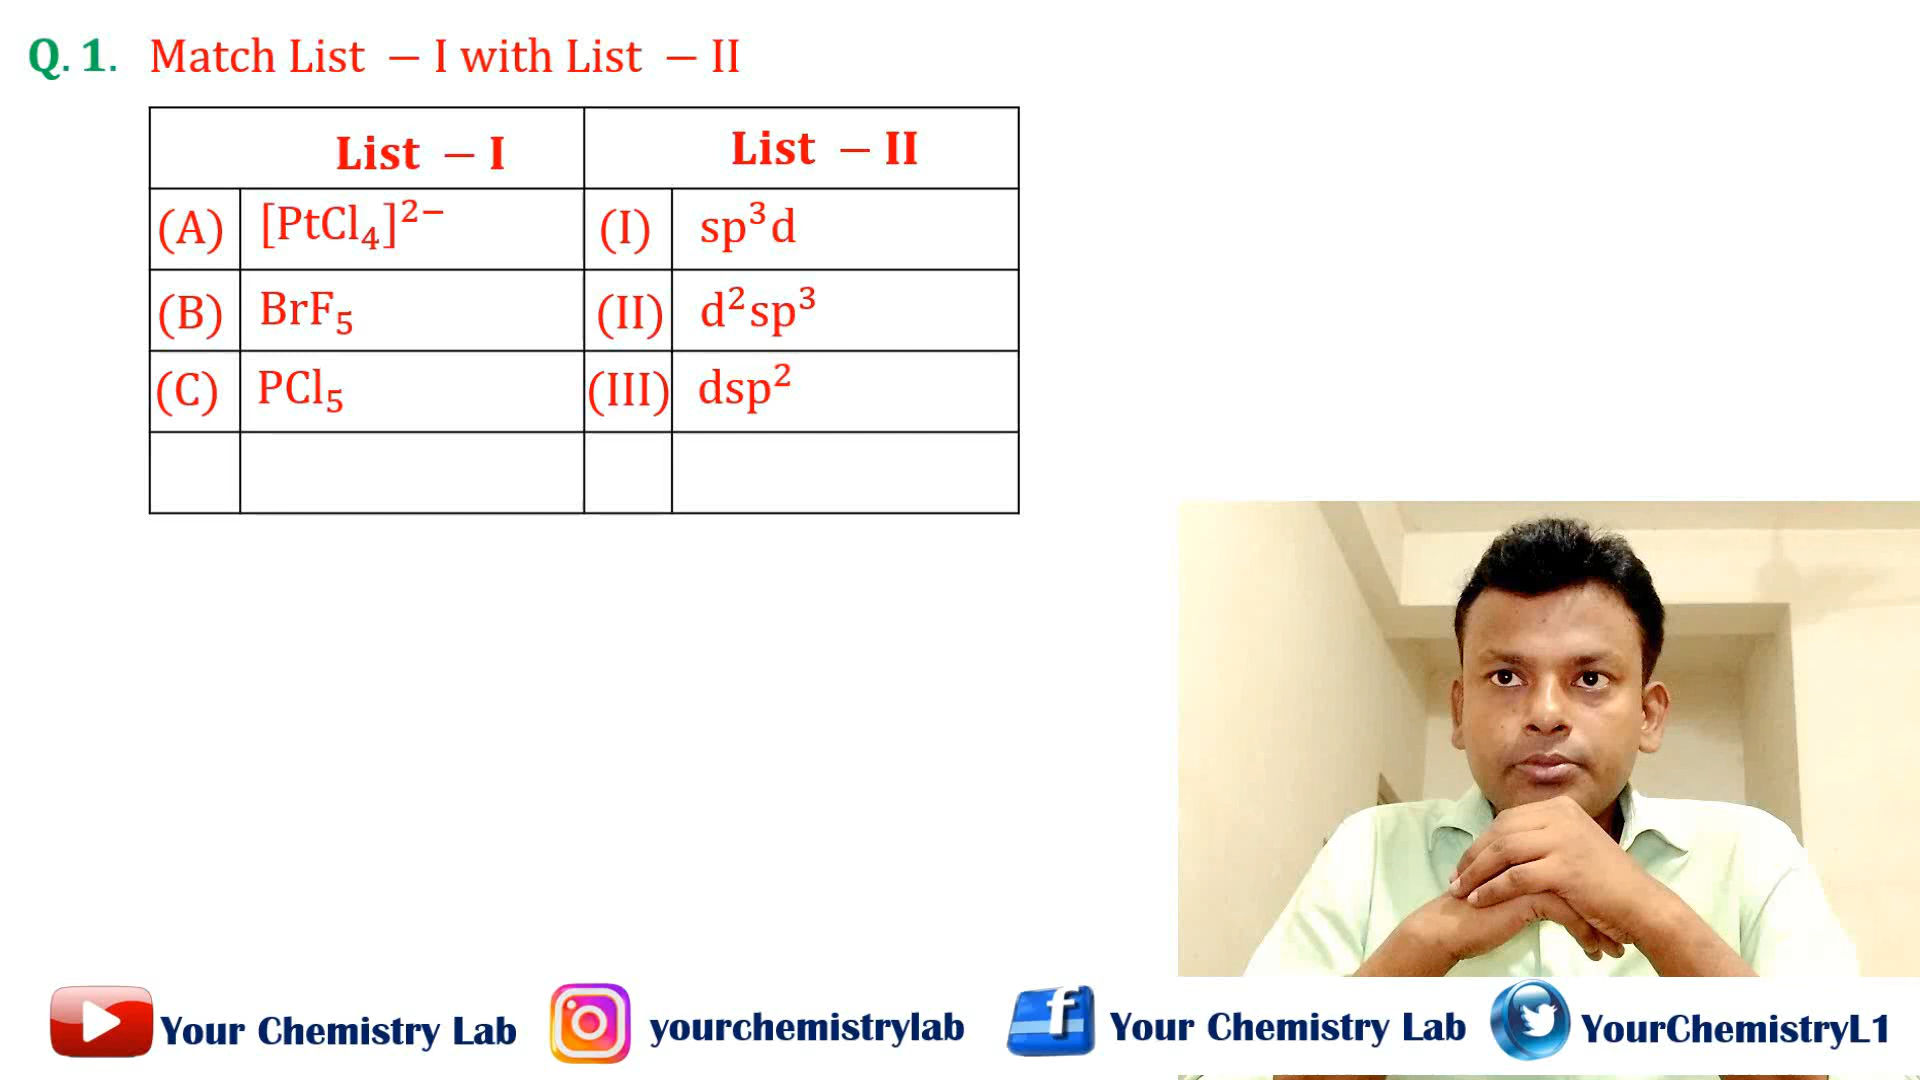 Q. 1. Match List – I with List – II
List – I List – II
(A) [PtCl₄]²⁻ (I) sp³d
(B) BrF₅ (II) d²sp³
(C) PCl₅ (III) dsp²
Your Chemistry Lab yourchemistrylab f Your Chemistry Lab YourChemistryL1